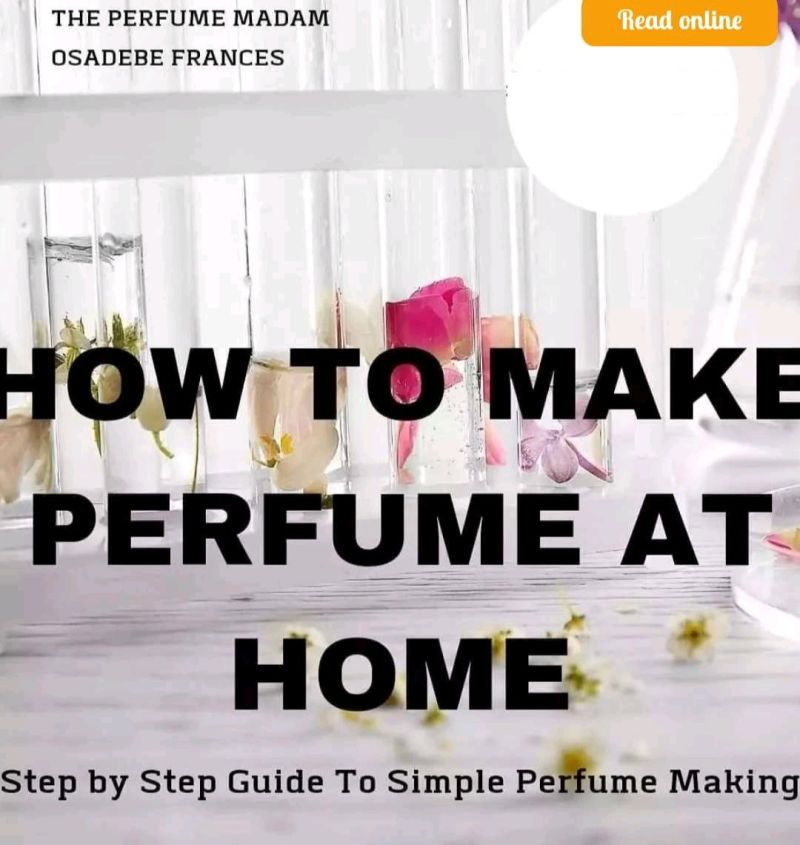 THE PERFUME MADAM
Read online
OSADEBE FRANCES
HOW TO MAKE
PERFUME AT
HOME
Step by Step Guide To Simple Perfume Making